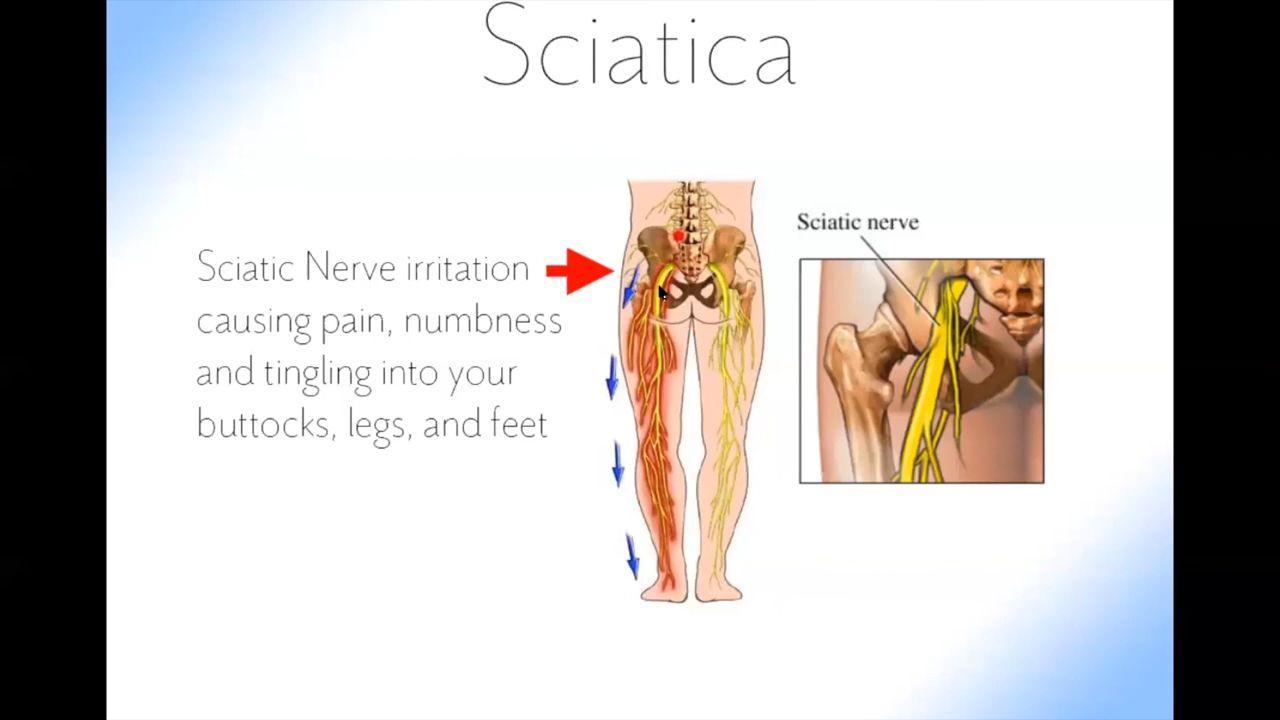 Sciatica
Sciatic nerve
Sciatic Nerve irritation
causing pain, numbness
and tingling into your
buttocks, legs, and feet